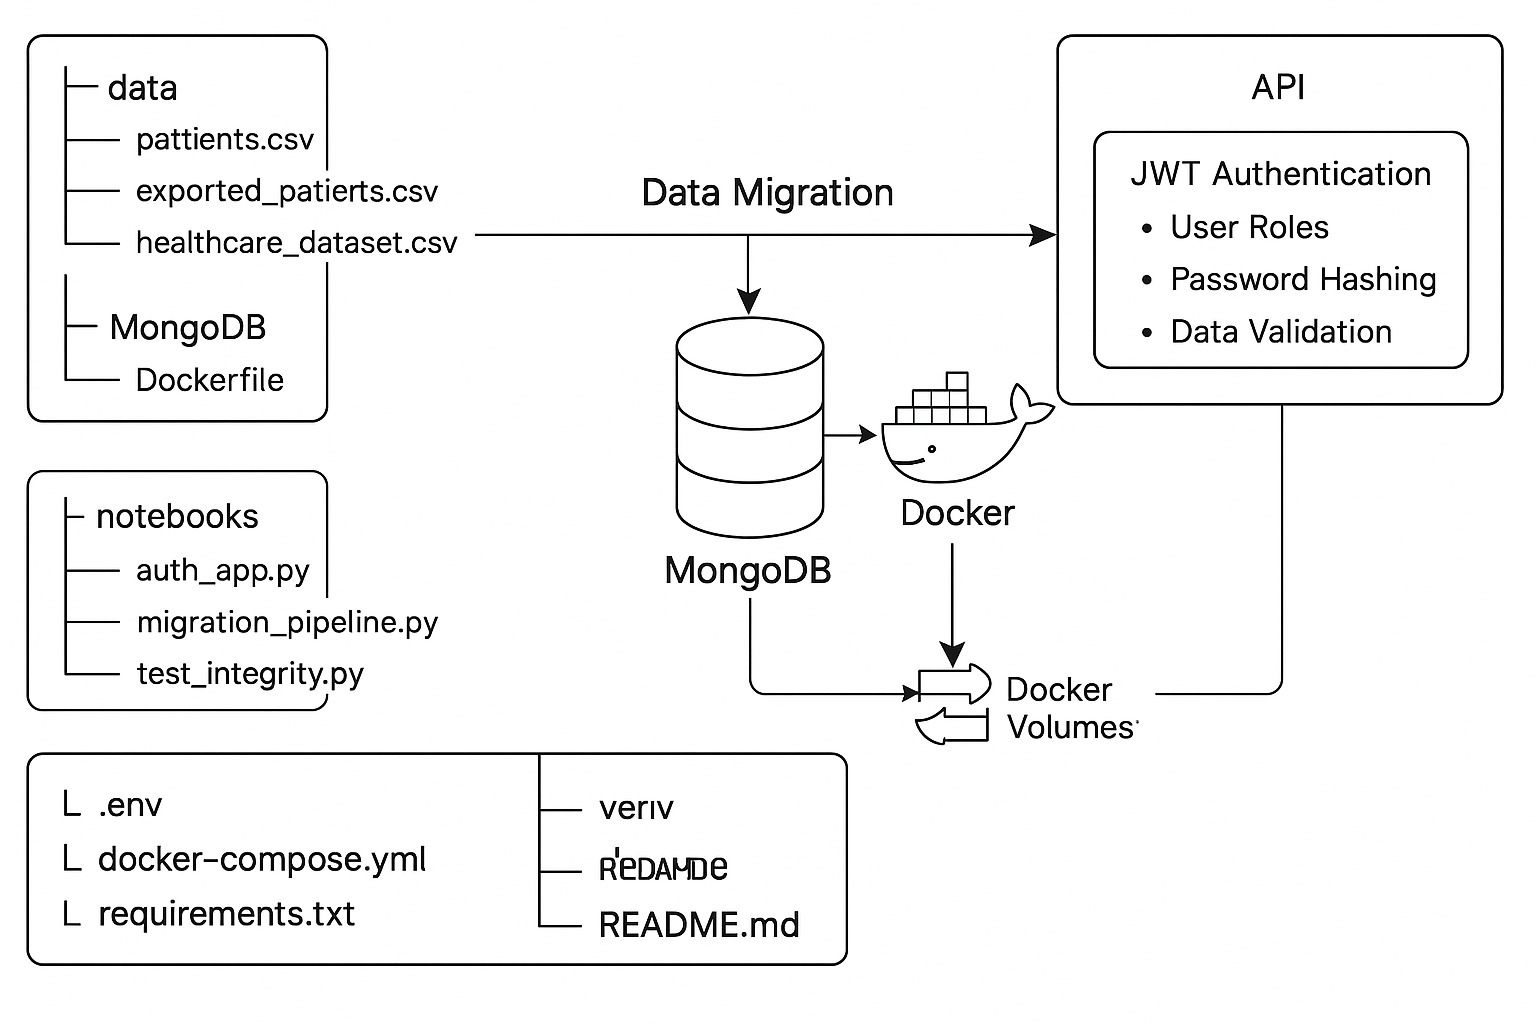 data
pattients.csv
exported_patierts.csv
healthcare_dataset.csv
MongoDB
Dockerfile
notebooks
auth_app.py
migration_pipeline.py
test_integrity.py
.env
docker-compose.yml
requirements.txt
veriv
README.md
Data Migration
MongoDB
Docker
Docker
Volumes
API
JWT Authentication
• User Roles
• Password Hashing
• Data Validation